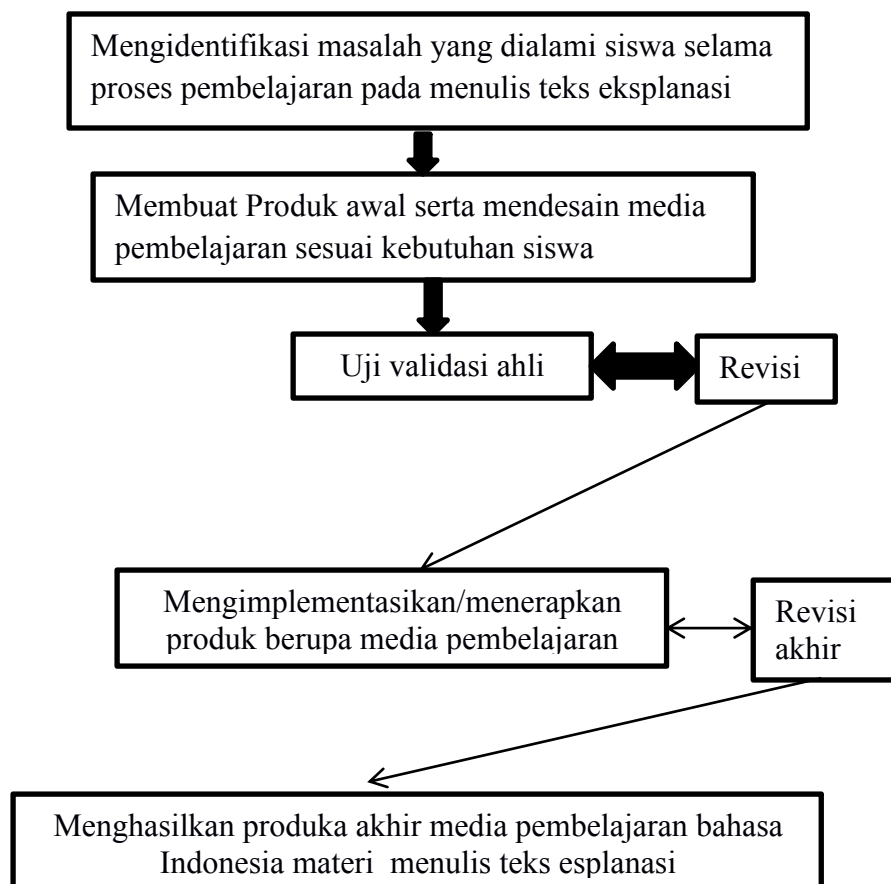 Mengidentifikasi masalah yang dialami siswa selama
proses pembelajaran pada menulis teks eksplanasi
Membuat Produk awal serta mendesain media
pembelajaran sesuai kebutuhan siswa
Uji validasi ahli
Revisi
Mengimplementasikan/menerapkan
produk berupa media pembelajaran
Revisi
akhir
Menghasilkan produka akhir media pembelajaran bahasa
Indonesia materi menulis teks esplanasi